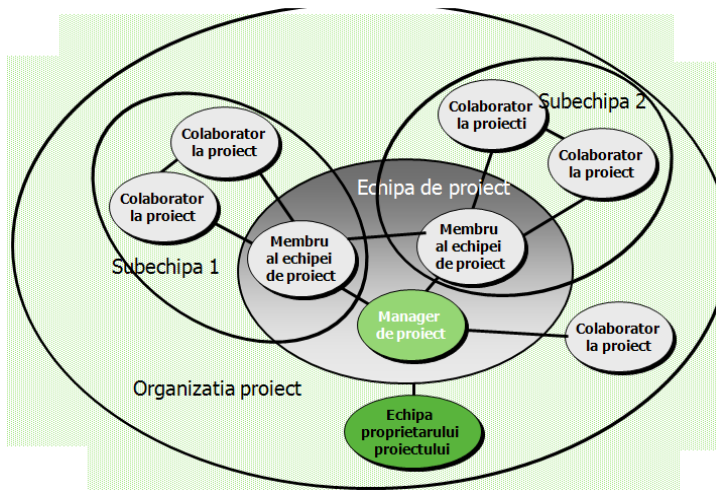 Colaborator
la proiecti
Subechipa 2
Colaborator
la proiect
Colaborator
la proiect
Echipa de proiect
Colaborator
la proiect
Membru
al echipei
de proiect
Membru
al echipei
de proiect
Subechipa 1
Manager
de proiect
Colaborator
la proiect
Organizatia proiect
Echipa
proprietarului
proiectului